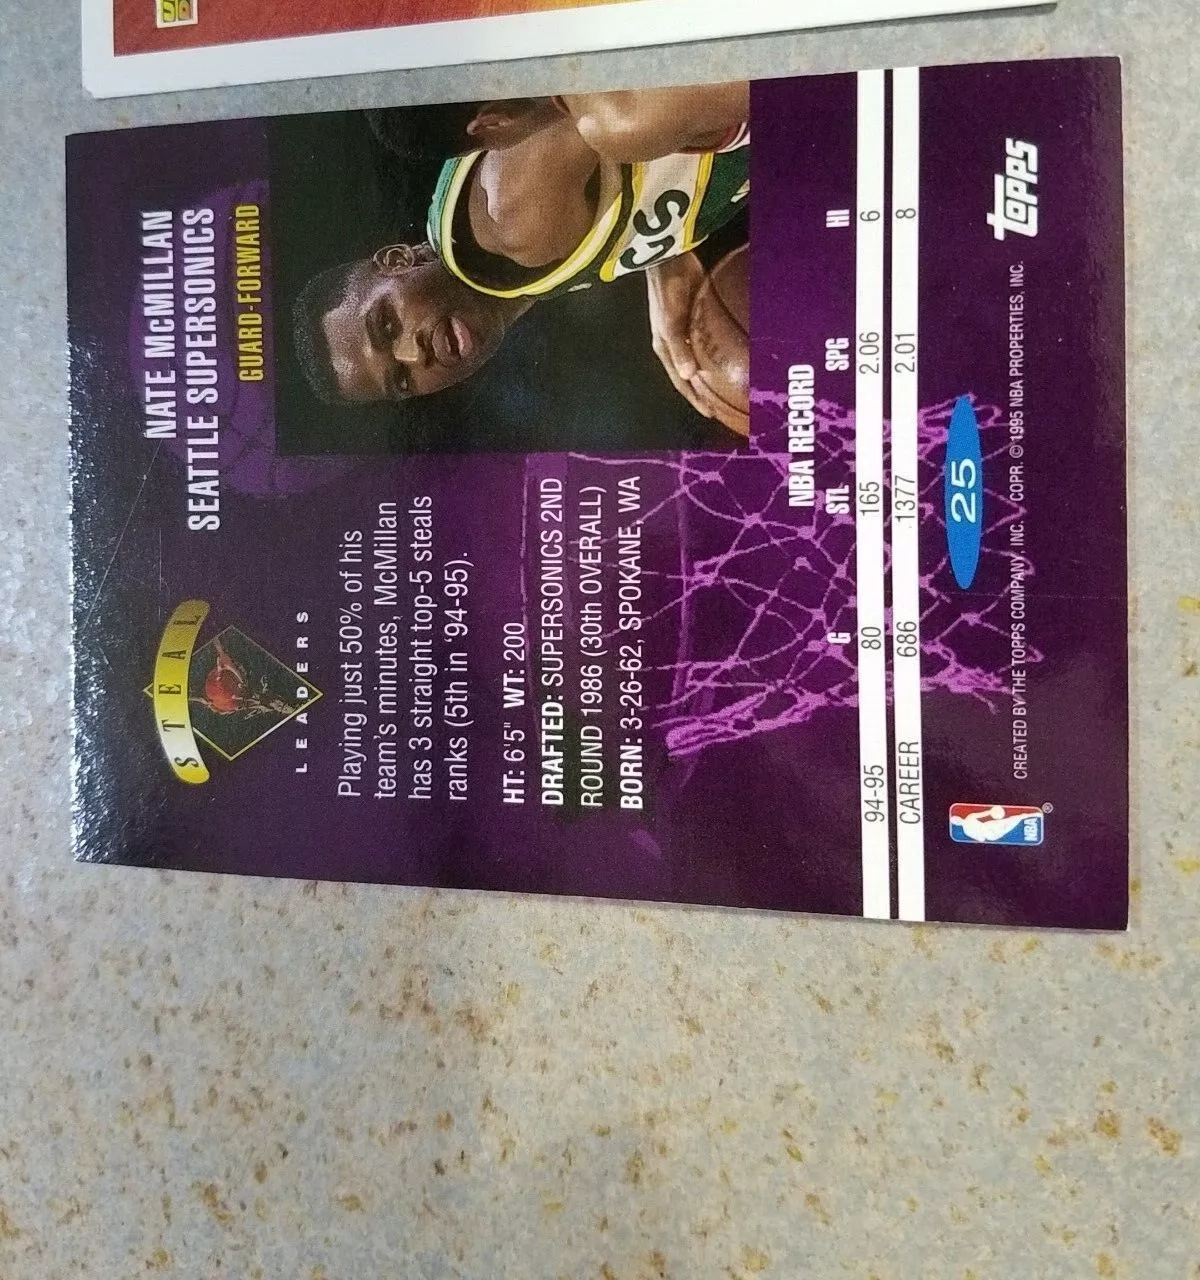 S T E A L
LEADERS
NATE McMILLAN
SEATTLE SUPERSONICS
GUARD-FORWARD
Playing just 50% of his
team's minutes, McMillan
has 3 straight top-5 steals
ranks (5th in '94-95).
HT: 6'5" WT: 200
DRAFTED: SUPERSONICS 2ND
ROUND 1986 (30th OVERALL)
BORN: 3-26-62, SPOKANE, WA
NBA RECORD
G STL SPG HI
94-95 80 165 2.06 6
CAREER 686 1377 2.01 8
25
NBA
®
CREATED BY THE TOPPS COMPANY, INC. COPR. © 1995 NBA PROPERTIES, INC.
TOPPS
UD